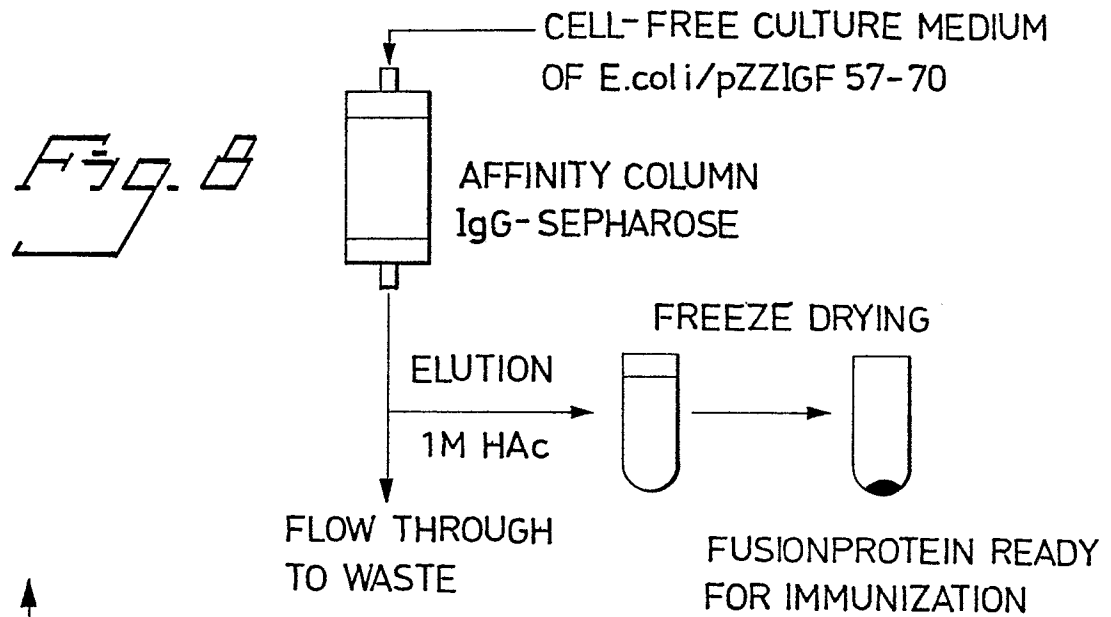 CELL-FREE CULTURE MEDIUM
OF E.coli/pZZIGF 57-70
Fig. 8
AFFINITY COLUMN
IgG-SEPHAROSE
FREEZE DRYING
ELUTION
1M HAc
FLOW THROUGH
TO WASTE
FUSIONPROTEIN READY
FOR IMMUNIZATION